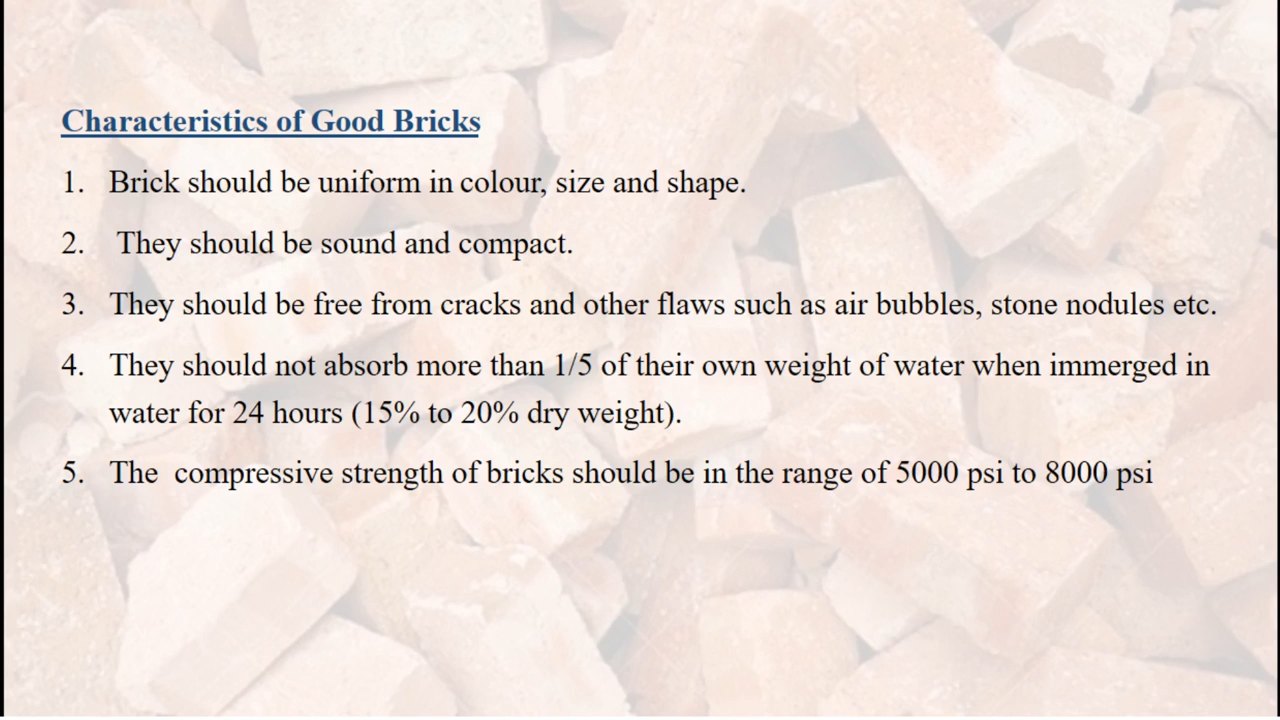 Characteristics of Good Bricks
1. Brick should be uniform in colour, size and shape.
2. They should be sound and compact.
3. They should be free from cracks and other flaws such as air bubbles, stone nodules etc.
4. They should not absorb more than 1/5 of their own weight of water when immerged in
water for 24 hours (15% to 20% dry weight).
5. The compressive strength of bricks should be in the range of 5000 psi to 8000 psi